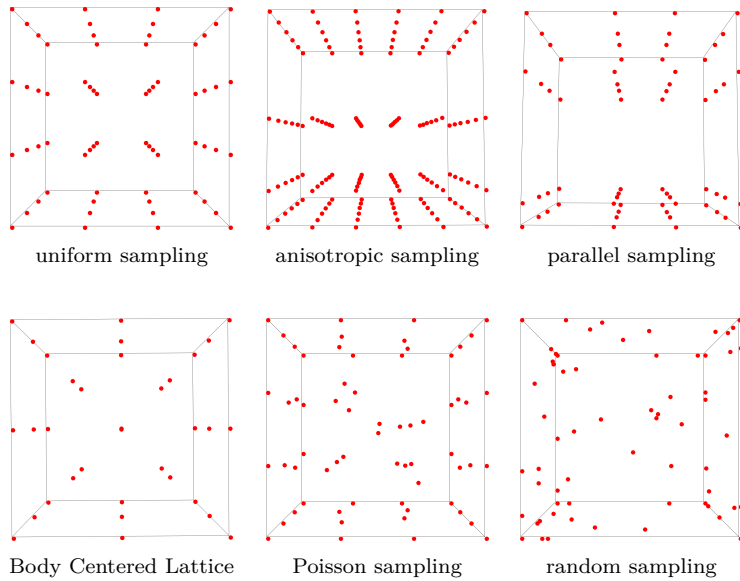 uniform sampling
anisotropic sampling
parallel sampling
Body Centered Lattice
Poisson sampling
random sampling